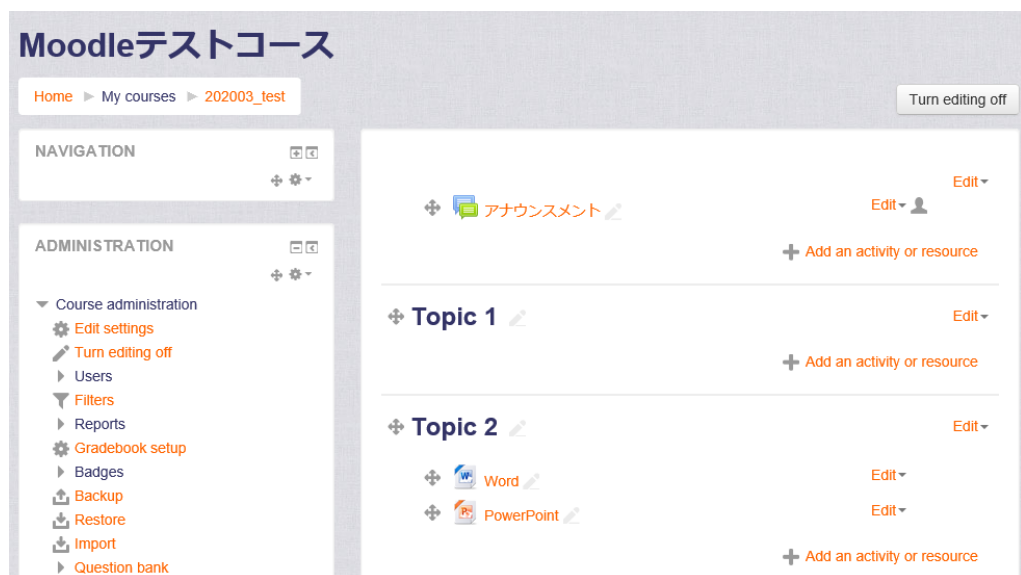 Moodleテストコース
Home ▶ My courses ▶ 202003_test
Turn editing off
NAVIGATION
ADMINISTRATION
Course administration
Edit settings
Turn editing off
Users
Filters
Reports
Gradebook setup
Badges
Backup
Restore
Import
Question bank
Edit
アナウンスメント Edit
Add an activity or resource
Topic 1 Edit
Add an activity or resource
Topic 2 Edit
Word Edit
PowerPoint Edit
Add an activity or resource